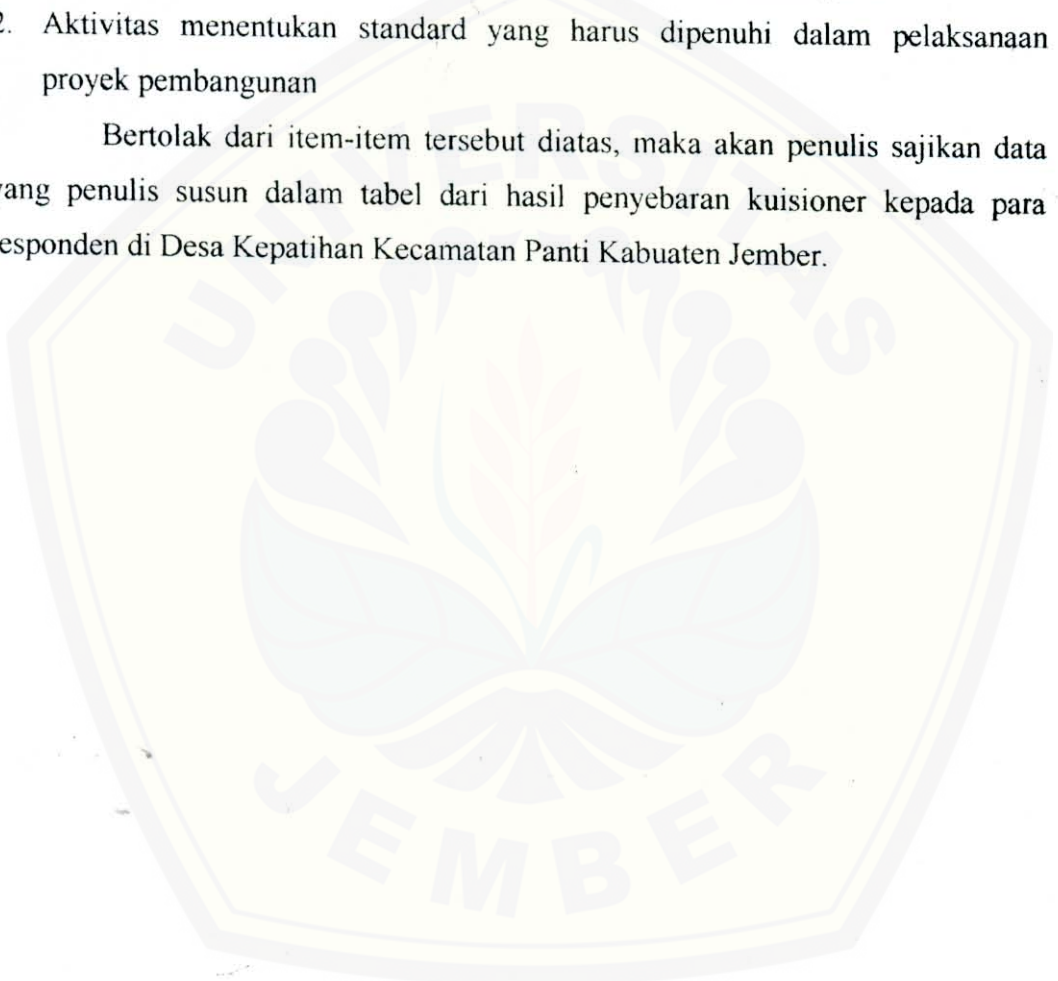 2. Aktivitas menentukan standard yang harus dipenuhi dalam pelaksanaan
proyek pembangunan
Bertolak dari item-item tersebut diatas, maka akan penulis sajikan data
yang penulis susun dalam tabel dari hasil penyebaran kuisioner kepada para
responden di Desa Kepatihan Kecamatan Panti Kabuaten Jember.
UNIVERSITAS
JEMBER